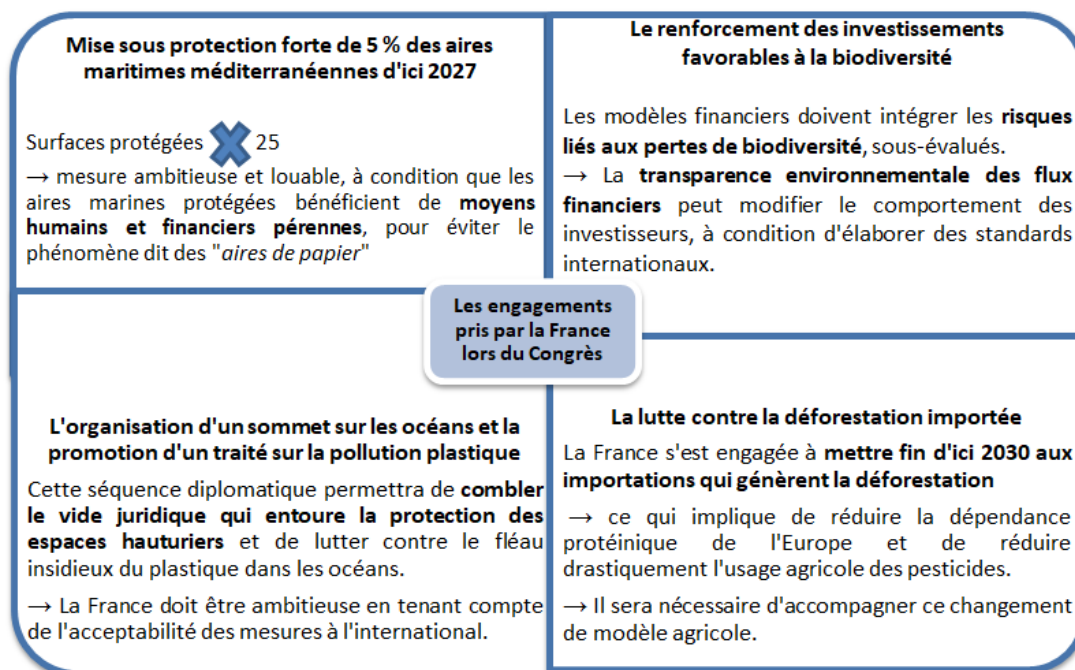 Mise sous protection forte de 5 % des aires
maritimes méditerranéennes d'ici 2027
Surfaces protégées 25
→ mesure ambitieuse et louable, à condition que les
aires marines protégées bénéficient de moyens
humains et financiers pérennes, pour éviter le
phénomène dit des "aires de papier"
Le renforcement des investissements
favorables à la biodiversité
Les modèles financiers doivent intégrer les risques
liés aux pertes de biodiversité, sous-évalués.
→ La transparence environnementale des flux
financiers peut modifier le comportement des
investisseurs, à condition d'élaborer des standards
internationaux.
Les engagements
pris par la France
lors du Congrès
L'organisation d'un sommet sur les océans et la
promotion d'un traité sur la pollution plastique
Cette séquence diplomatique permettra de combler
le vide juridique qui entoure la protection des
espaces hauturiers et de lutter contre le fléau
insidieux du plastique dans les océans.
→ La France doit être ambitieuse en tenant compte
de l'acceptabilité des mesures à l'international.
La lutte contre la déforestation importée
La France s'est engagée à mettre fin d'ici 2030 aux
importations qui génèrent la déforestation
→ ce qui implique de réduire la dépendance
protéinique de l'Europe et de réduire
drastiquement l'usage agricole des pesticides.
→ Il sera nécessaire d'accompagner ce changement
de modèle agricole.